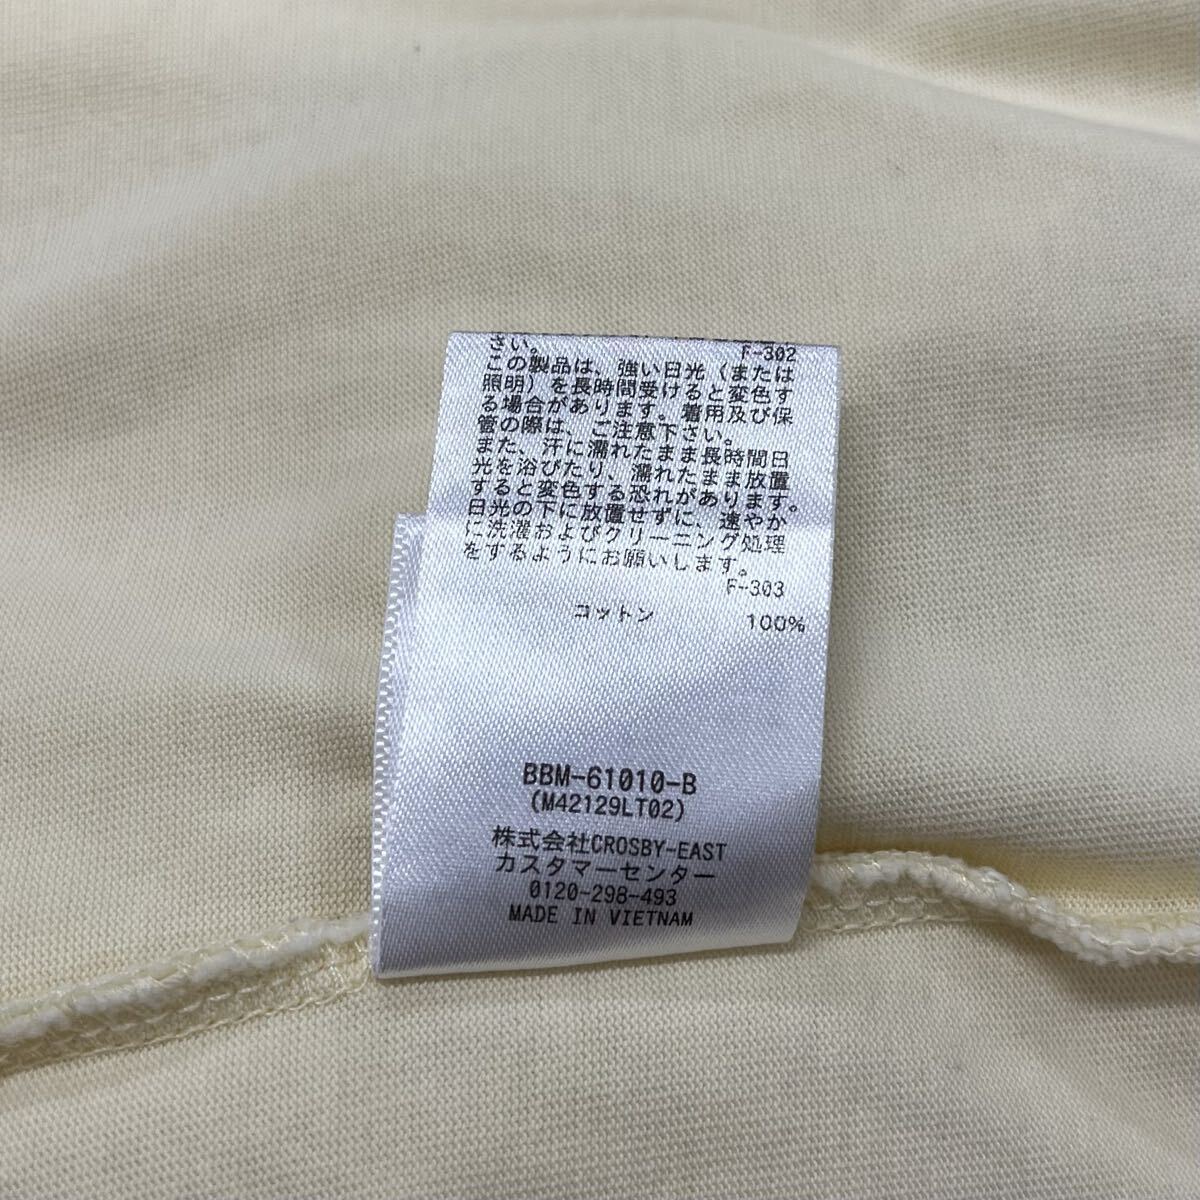 さい。 F-302
この製品は、強い日光(または
照明)を長時間受けると変色す
る場合があります。着用及び保
管の際は、ご注意下さい。
また、汗に濡れたまま長時間日
光を浴びたり、濡れたまま放置
すると変色する恐れがあります。
日光の下に放置せずに、速やか
に洗濯およびクリーニング処理
をするようにお願いします。
F-303
コットン 100%
BBM-61010-B
(M42129LT02)
株式会社CROSBY-EAST
カスタマーセンター
0120-298-493
MADE IN VIETNAM